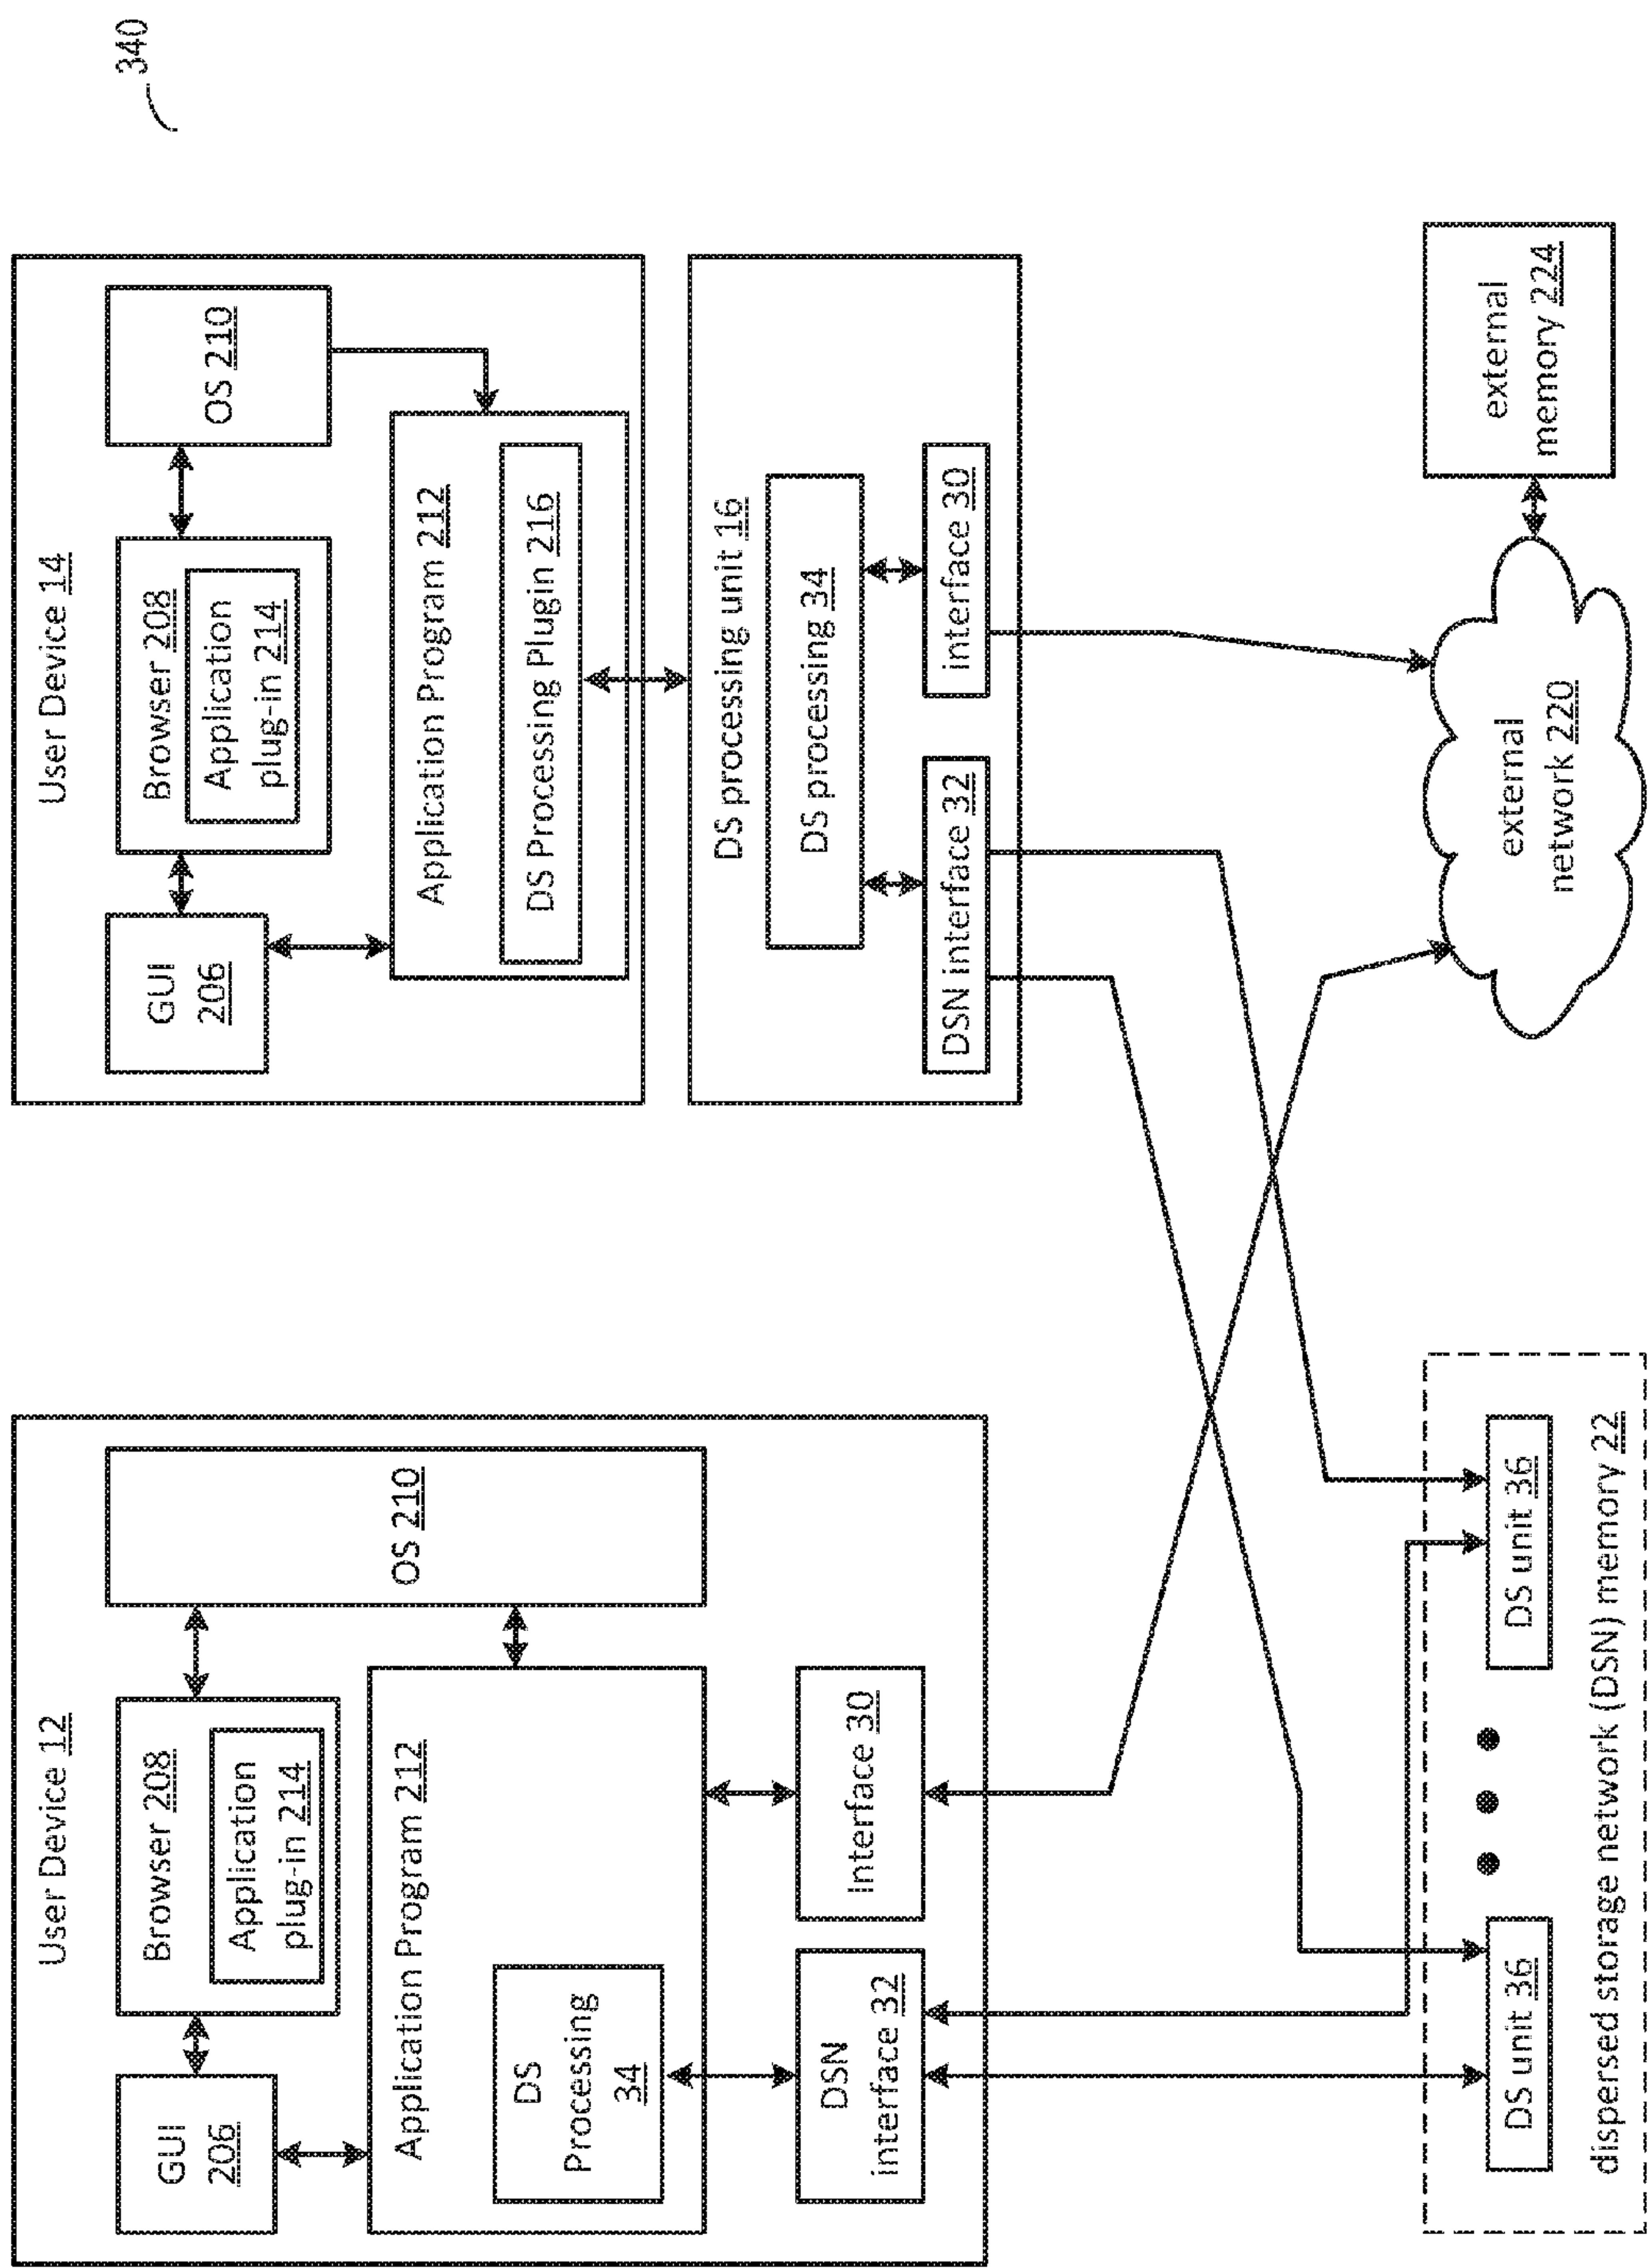 340
User Device 12
GUI
206
Browser 208
Application
plug-in 214
OS 210
Application Program 212
DS
Processing
34
DSN
interface 32
Interface 30
User Device 14
GUI
206
Browser 208
Application
plug-in 214
OS 210
Application Program 212
DS Processing Plugin 216
DS processing unit 16
DS processing 34
DSN interface 32
interface 30
DS unit 36
DS unit 36
dispersed storage network (DSN) memory 22
external
network 220
external
memory 224